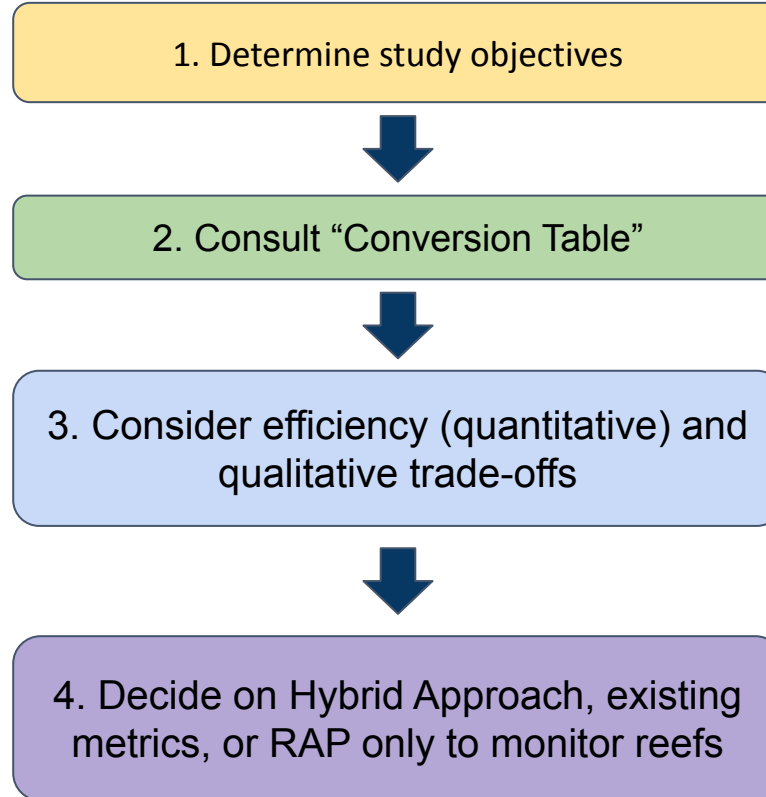 1. Determine study objectives
2. Consult “Conversion Table”
3. Consider efficiency (quantitative) and
qualitative trade-offs
4. Decide on Hybrid Approach, existing
metrics, or RAP only to monitor reefs